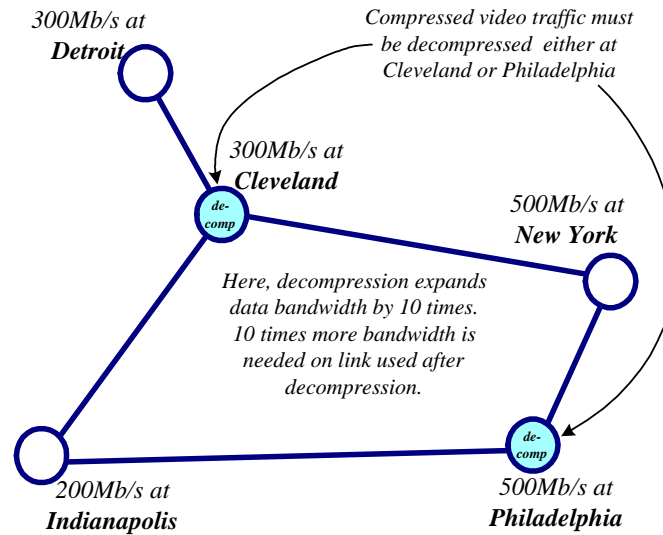 300Mb/s at
Detroit
Compressed video traffic must
be decompressed either at
Cleveland or Philadelphia
300Mb/s at
Cleveland
de-
comp
500Mb/s at
New York
Here, decompression expands
data bandwidth by 10 times.
10 times more bandwidth is
needed on link used after
decompression.
de-
comp
200Mb/s at
Indianapolis
500Mb/s at
Philadelphia